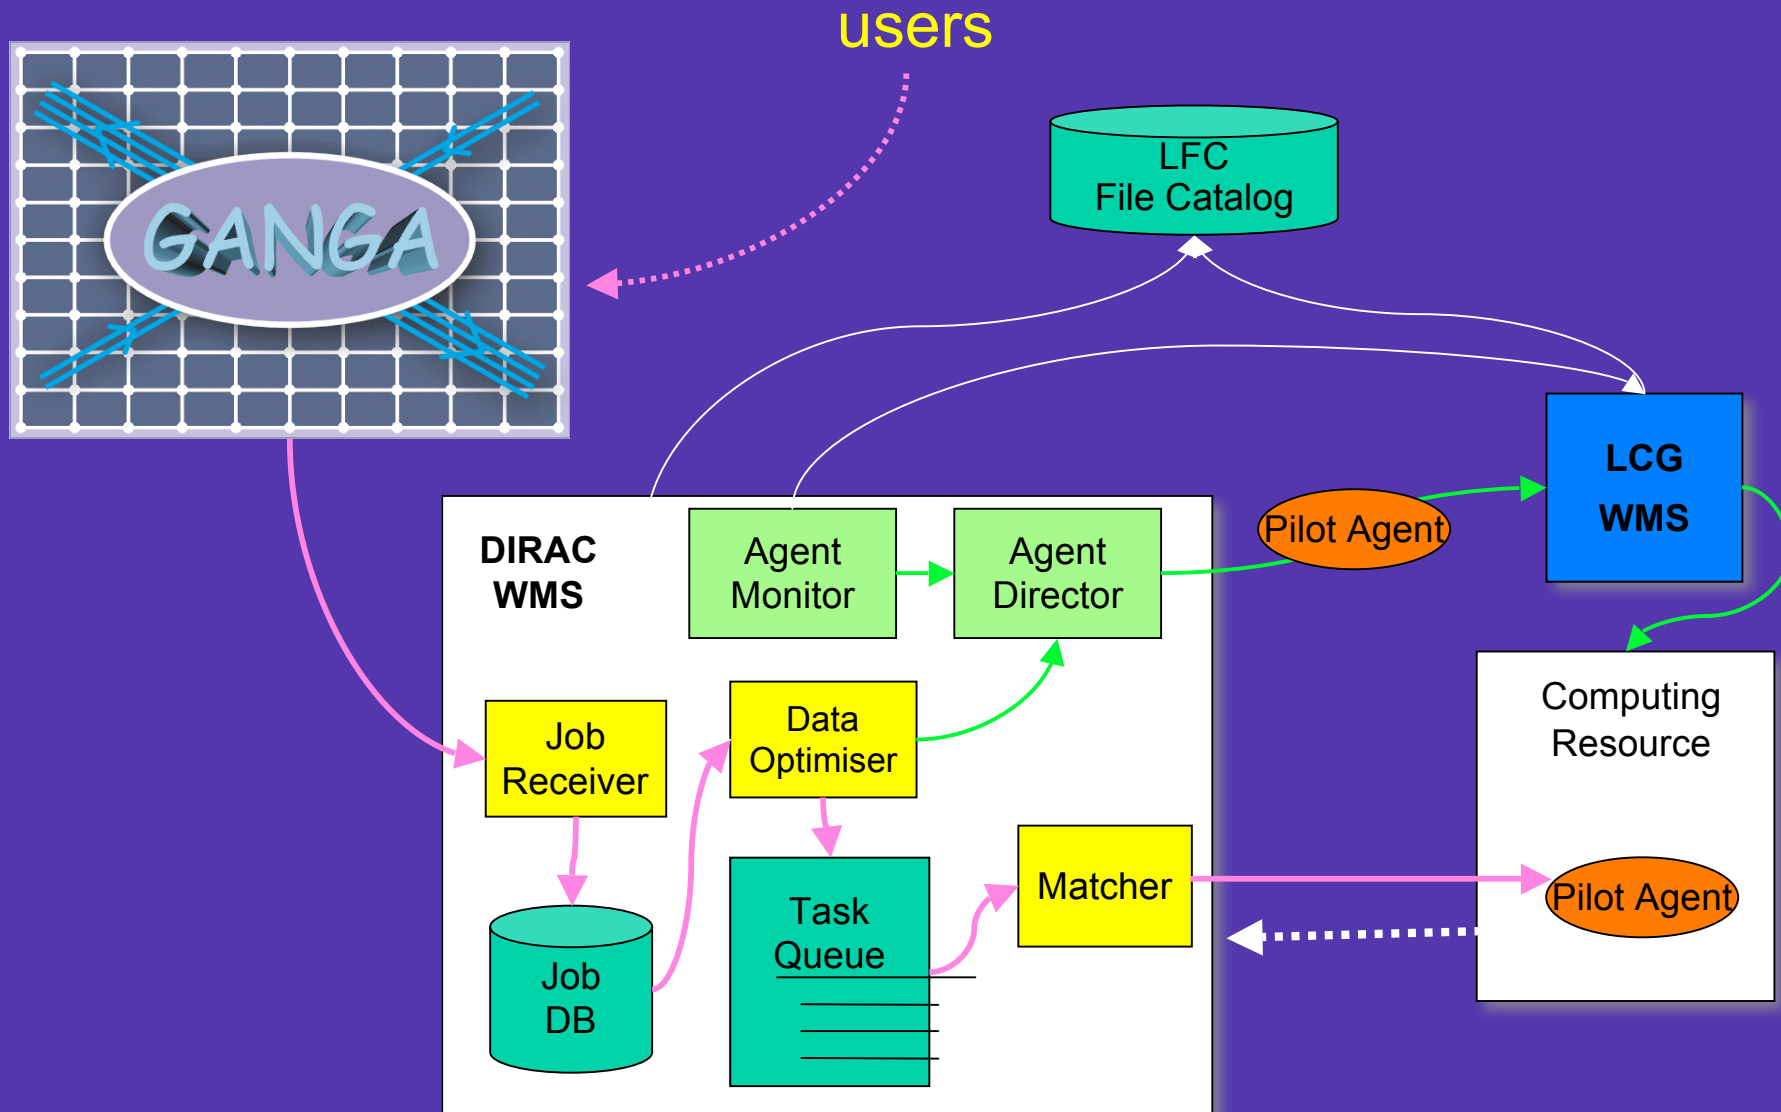 users
GANGA
LFC
File Catalog
LCG
WMS
Pilot Agent
DIRAC
WMS
Agent
Monitor
Agent
Director
Computing
Resource
Job
Receiver
Data
Optimiser
Matcher
Pilot Agent
Task
Queue
Job
DB